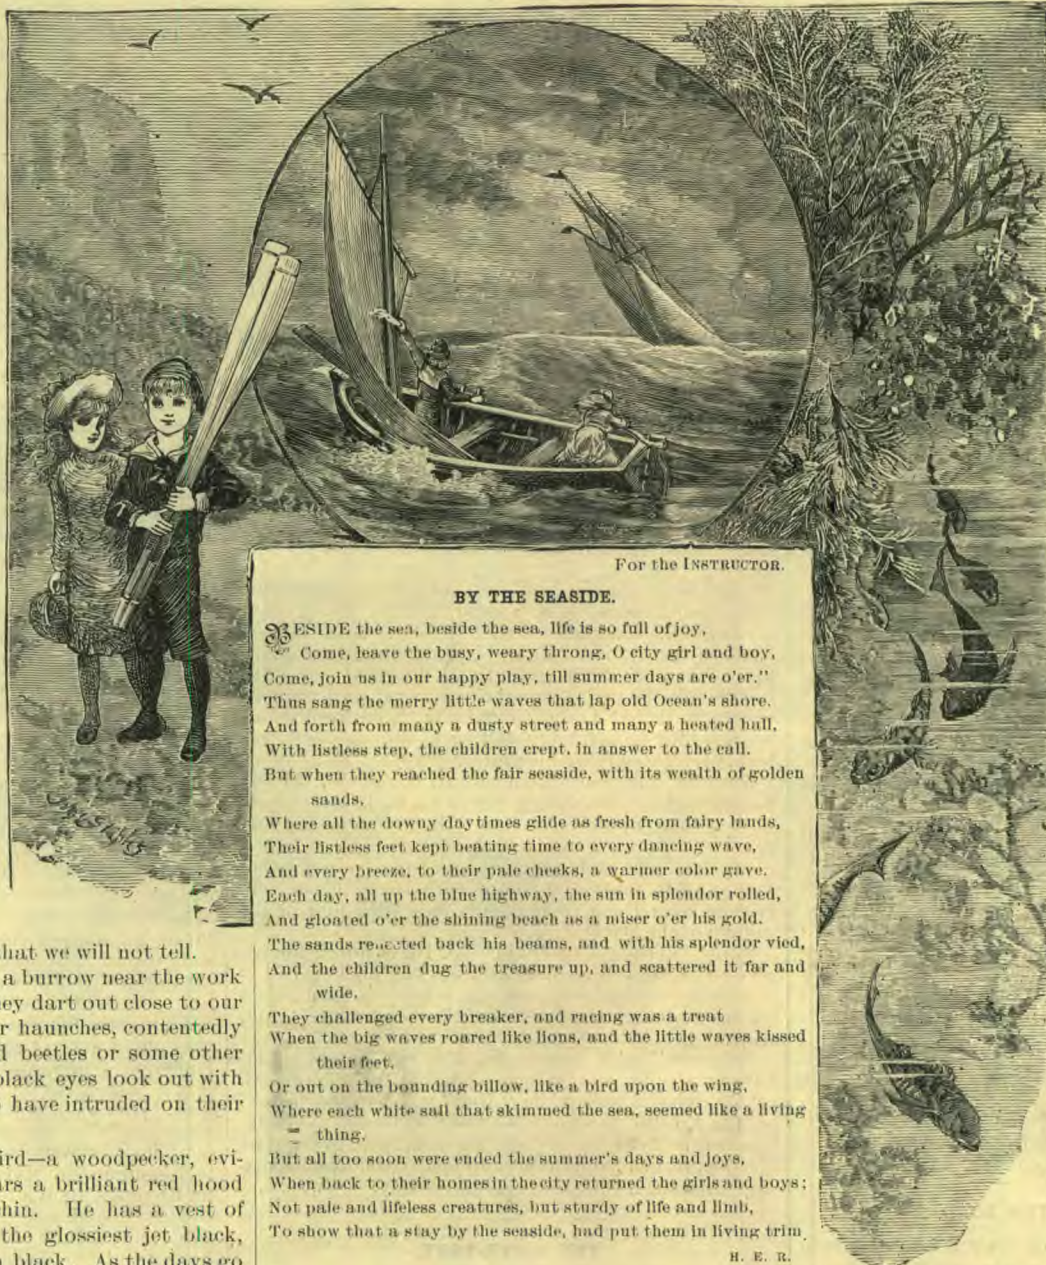 For the INSTRUCTOR.
BY THE SEASIDE.
BESIDE the sea, beside the sea, life is so full of joy,
Come, leave the busy, weary throng, O city girl and boy,
Come, join us in our happy play, till summer days are o'er."
Thus sang the merry little waves that lap old Ocean's shore.
And forth from many a dusty street and many a heated hall,
With listless step, the children crept, in answer to the call.
But when they reached the fair seaside, with its wealth of golden
sands,
Where all the downy daytimes glide as fresh from fairy lands,
Their listless feet kept beating time to every dancing wave,
And every breeze, to their pale cheeks, a warmer color gave.
Each day, all up the blue highway, the sun in splendor rolled,
And gloated o'er the shining beach as a miser o'er his gold.
The sands back his beams, and with his splendor vied,
And the children dug the treasure up, and scattered it far and
wide.
They challenged every breaker, and racing was a treat
When the big waves roared like lions, and the little waves kissed
their feet.
Or out on the bounding billow, like a bird upon the wing,
Where each white sail that skimmed the sea, seemed like a living
thing.
But all too soon were ended the summer's days and joys,
When back to their homes in the city returned the girls and boys;
Not pale and lifeless creatures, but sturdy of life and limb,
To show that a stay by the seaside, had put them in living trim.
H. E. R.
that we will not tell.
a burrow near the work
ey dart out close to our
r haunches, contentedly
l beetles or some other
black eyes look out with
have intruded on their
ird—a woodpecker, evi-
rs a brilliant red hood
hin. He has a vest of
the glossiest jet black,
black. As the days go